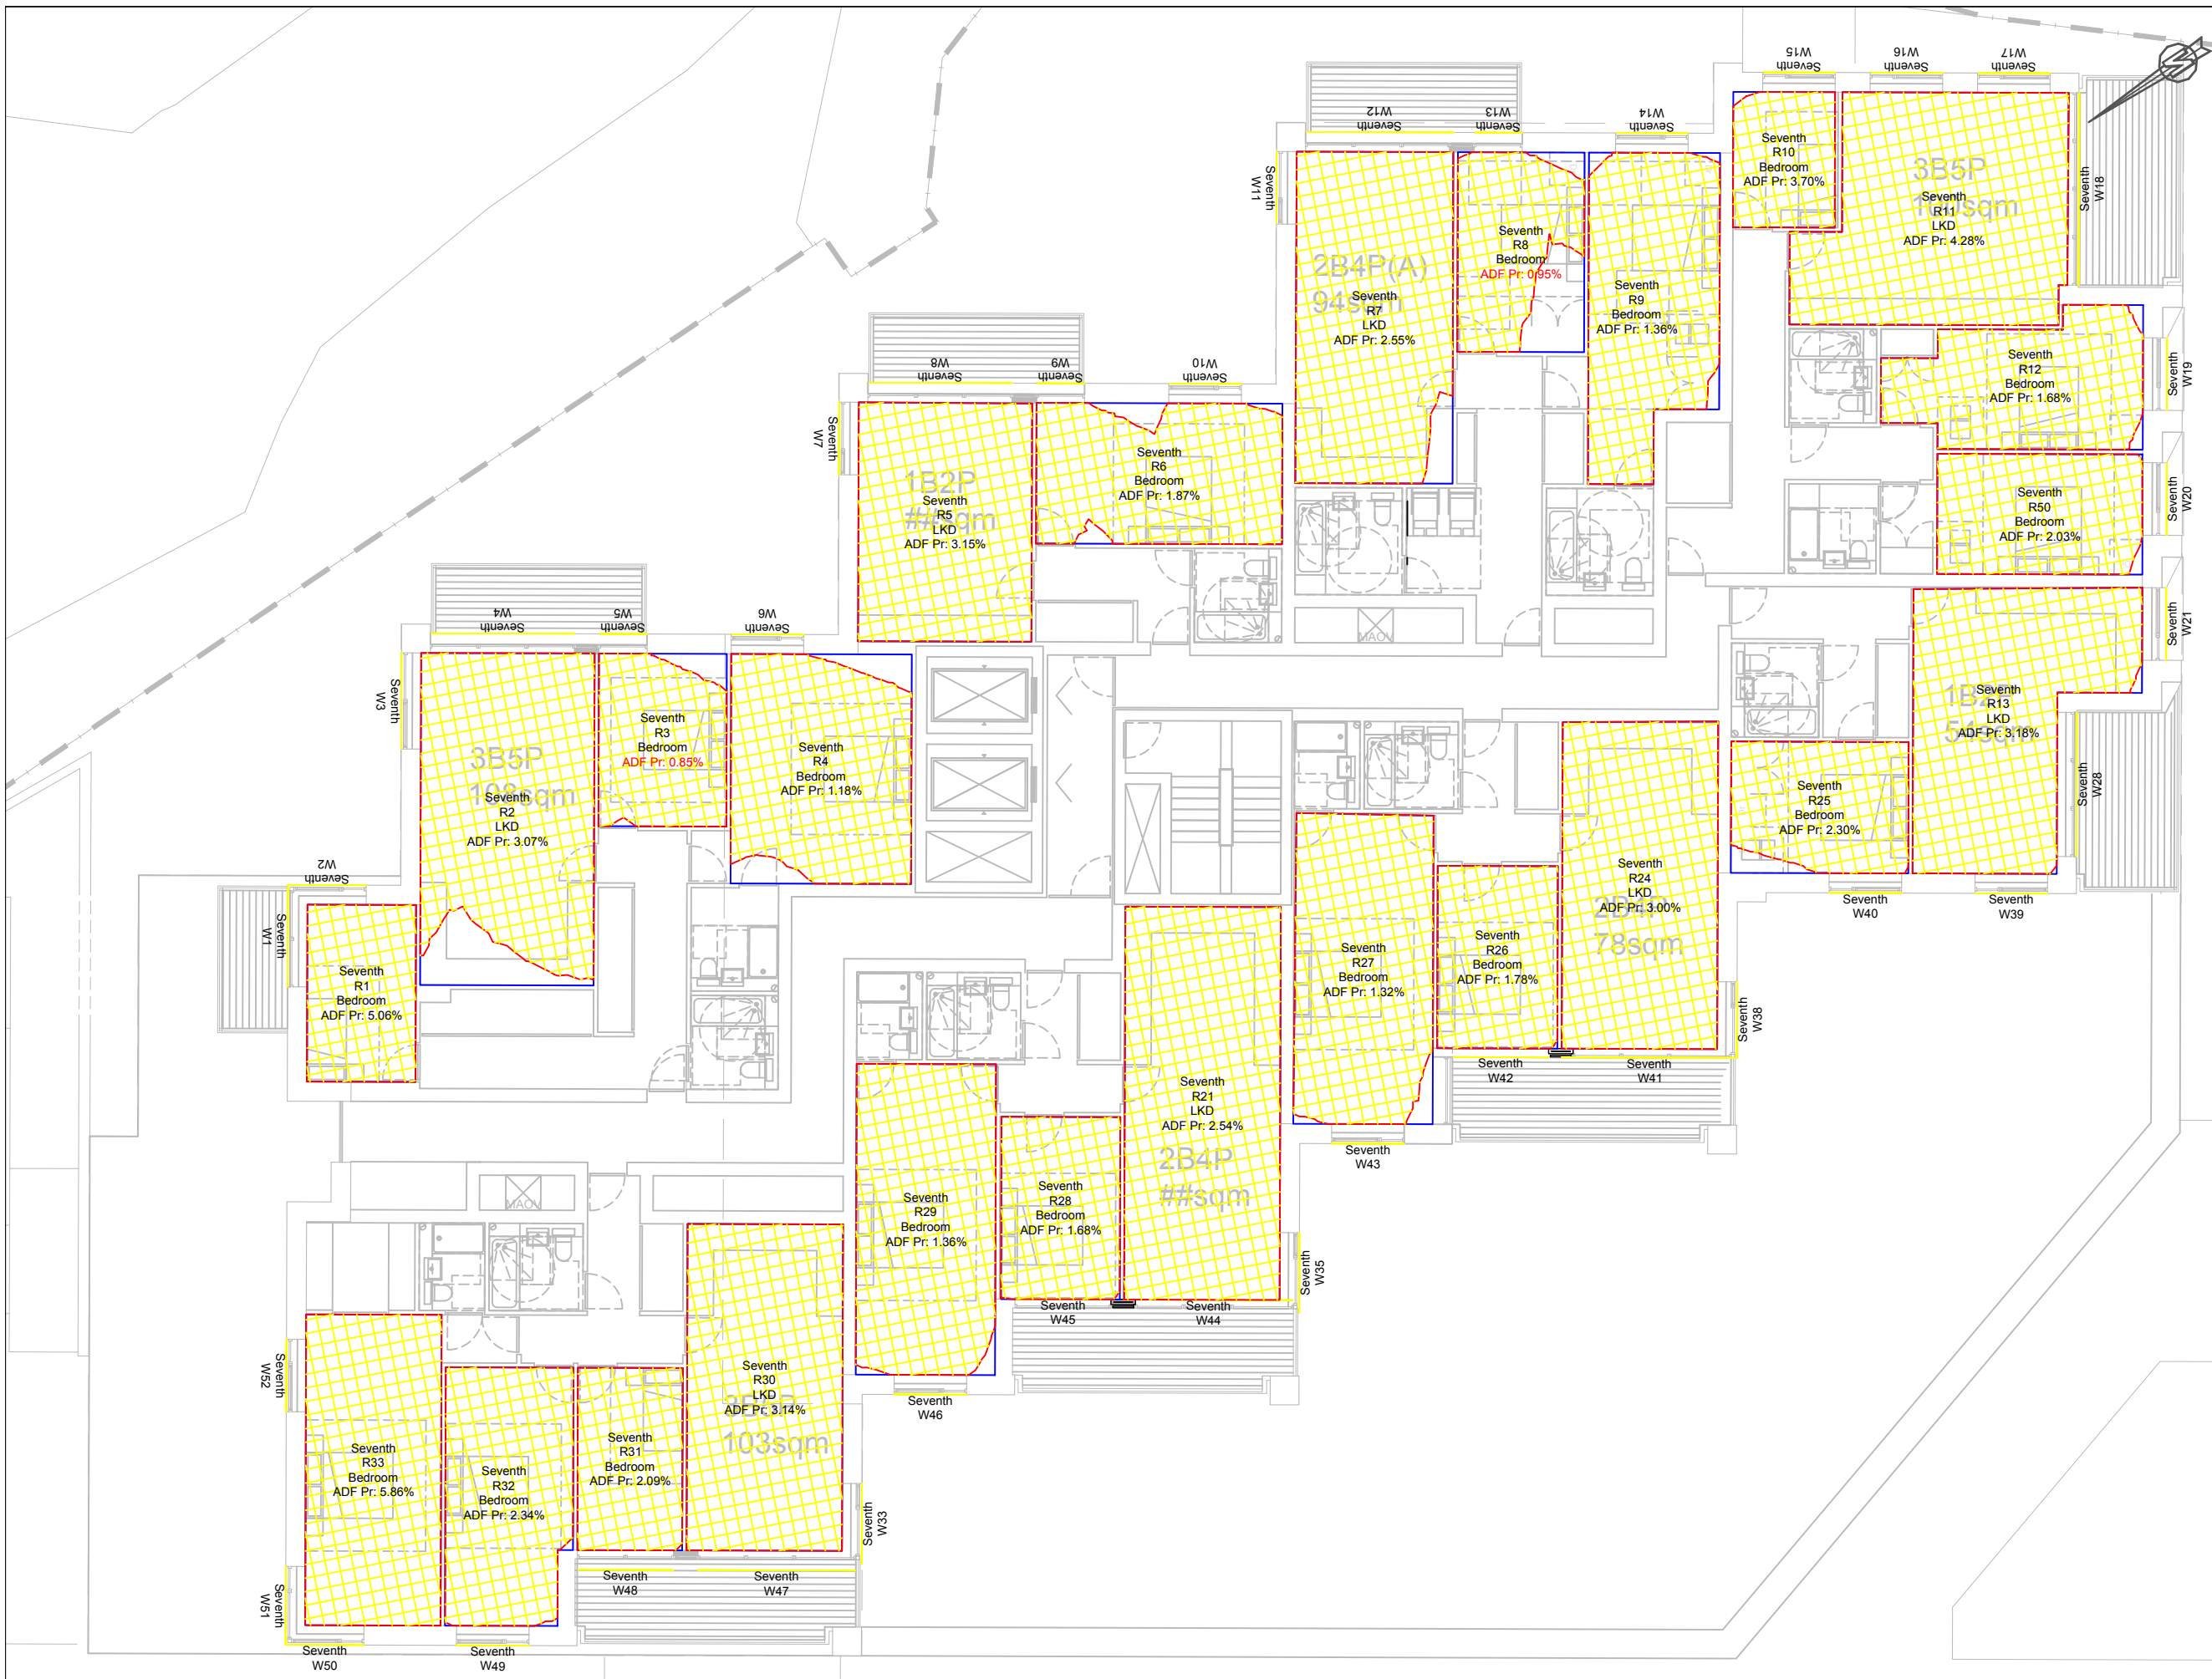 Seventh
W15
Seventh
W16
Seventh
W17
N
Seventh
R10
Bedroom
ADF Pr: 3.70%
3B5P
Seventh
R11
LKD
ADF Pr: 4.28%
Seventh
W18
Seventh
W12
Seventh
W13
Seventh
W14
Seventh
W11
2B4P(A)
94sqm
Seventh
R7
LKD
ADF Pr: 2.55%
Seventh
R8
Bedroom
ADF Pr: 0.95%
Seventh
R9
Bedroom
ADF Pr: 1.36%
Seventh
R12
Bedroom
ADF Pr: 1.68%
Seventh
W19
Seventh
W8
Seventh
W9
Seventh
W10
Seventh
W7
1B2P
##sqm
Seventh
R5
LKD
ADF Pr: 3.15%
Seventh
R6
Bedroom
ADF Pr: 1.87%
Seventh
R50
Bedroom
ADF Pr: 2.03%
Seventh
W20
Seventh
W4
Seventh
W5
Seventh
W6
MAOV
Seventh
W21
Seventh
W3
3B5P
108sqm
Seventh
R2
LKD
ADF Pr: 3.07%
Seventh
R3
Bedroom
ADF Pr: 0.85%
Seventh
R4
Bedroom
ADF Pr: 1.18%
1B2P
54sqm
Seventh
R13
LKD
ADF Pr: 3.18%
Seventh
W28
Seventh
R25
Bedroom
ADF Pr: 2.30%
Seventh
W2
Seventh
W1
Seventh
R1
Bedroom
ADF Pr: 5.06%
Seventh
R24
LKD
ADF Pr: 3.00%
2B4P
78sqm
Seventh
W40
Seventh
W39
Seventh
R27
Bedroom
ADF Pr: 1.32%
Seventh
R26
Bedroom
ADF Pr: 1.78%
Seventh
W38
Seventh
W42
Seventh
W41
Seventh
R21
LKD
ADF Pr: 2.54%
2B4P
##sqm
Seventh
W43
MAOV
Seventh
R29
Bedroom
ADF Pr: 1.36%
Seventh
R28
Bedroom
ADF Pr: 1.68%
Seventh
W35
Seventh
W45
Seventh
W44
Seventh
W52
Seventh
R30
LKD
ADF Pr: 3.14%
103sqm
Seventh
W46
Seventh
R33
Bedroom
ADF Pr: 5.86%
Seventh
R32
Bedroom
ADF Pr: 2.34%
Seventh
R31
Bedroom
ADF Pr: 2.09%
Seventh
W33
Seventh
W51
Seventh
W48
Seventh
W47
Seventh
W50
Seventh
W49